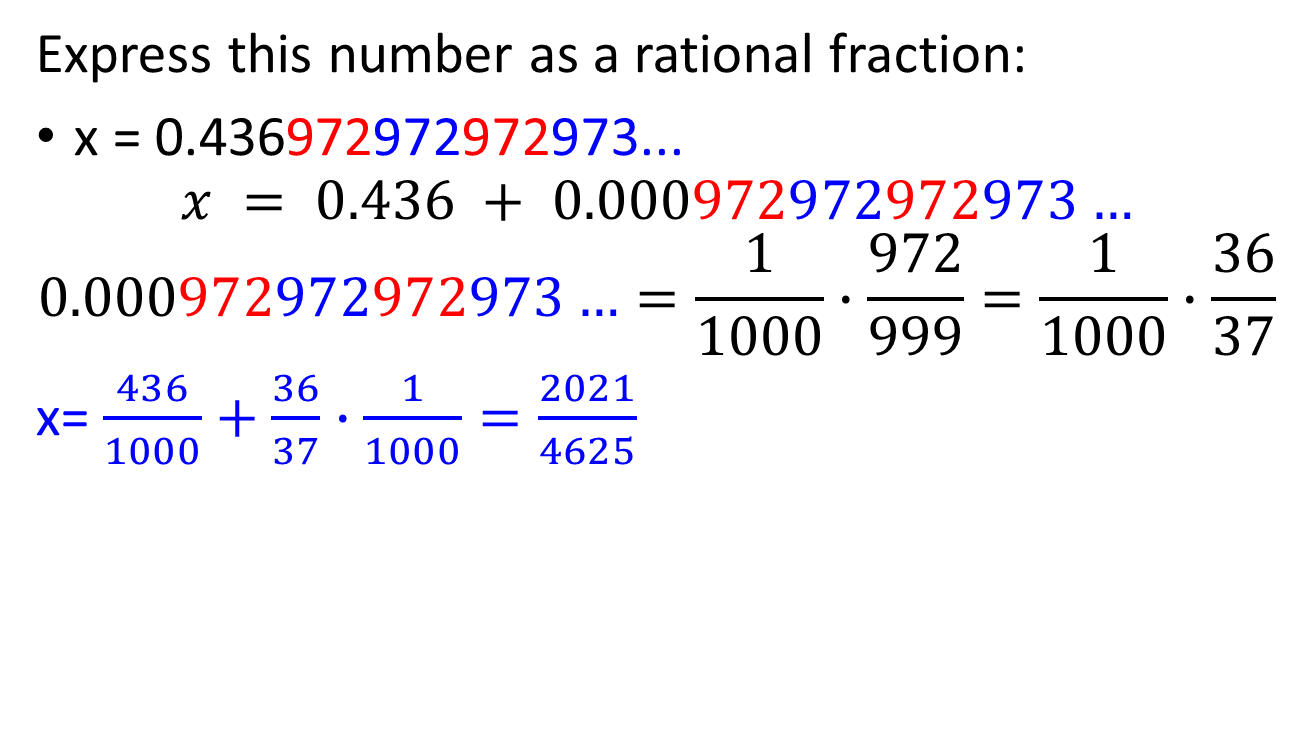 Express this number as a rational fraction:
• x = 0.436972972972973...
x = 0.436 + 0.000972972972973 ...
0.000972972972973 ... = 1/1000 · 972/999 = 1/1000 · 36/37
x= 436/1000 + 36/37 · 1/1000 = 2021/4625